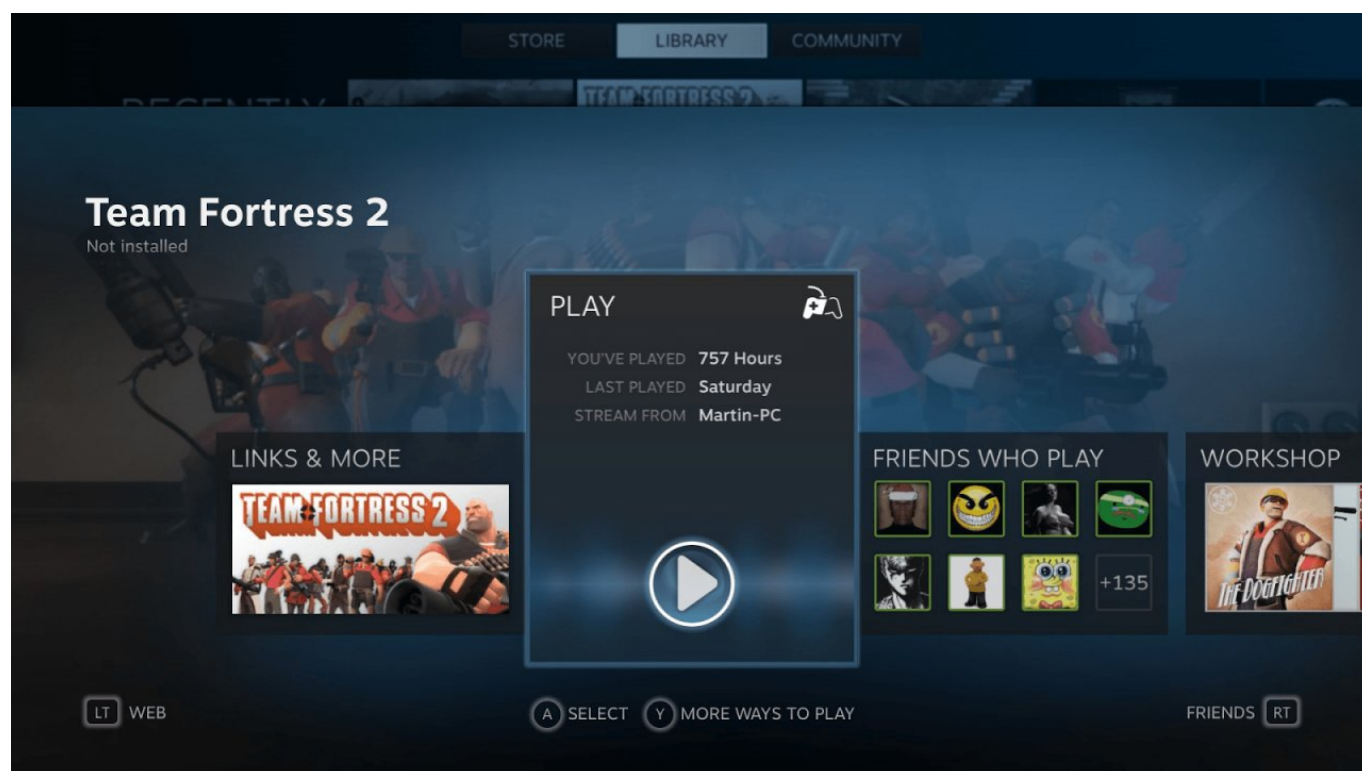 STORE
LIBRARY
COMMUNITY
RECENTLY
TEAM FORTRESS 2
Team Fortress 2
Not installed
PLAY
YOU'VE PLAYED 757 Hours
LAST PLAYED Saturday
STREAM FROM Martin-PC
LINKS & MORE
TEAM FORTRESS 2
FRIENDS WHO PLAY
+135
WORKSHOP
THE DOGFIGHTER
LT WEB
A SELECT Y MORE WAYS TO PLAY
FRIENDS RT